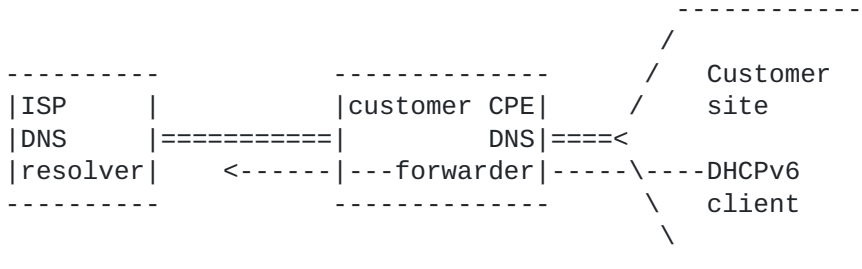 ------------
                                           /
----------           --------------      /   Customer
|ISP     |           |customer CPE|     /    site
|DNS     |===========|         DNS|====<
|resolver|    <------|---forwarder|-----\----DHCPv6
----------           --------------      \   client
                                          \